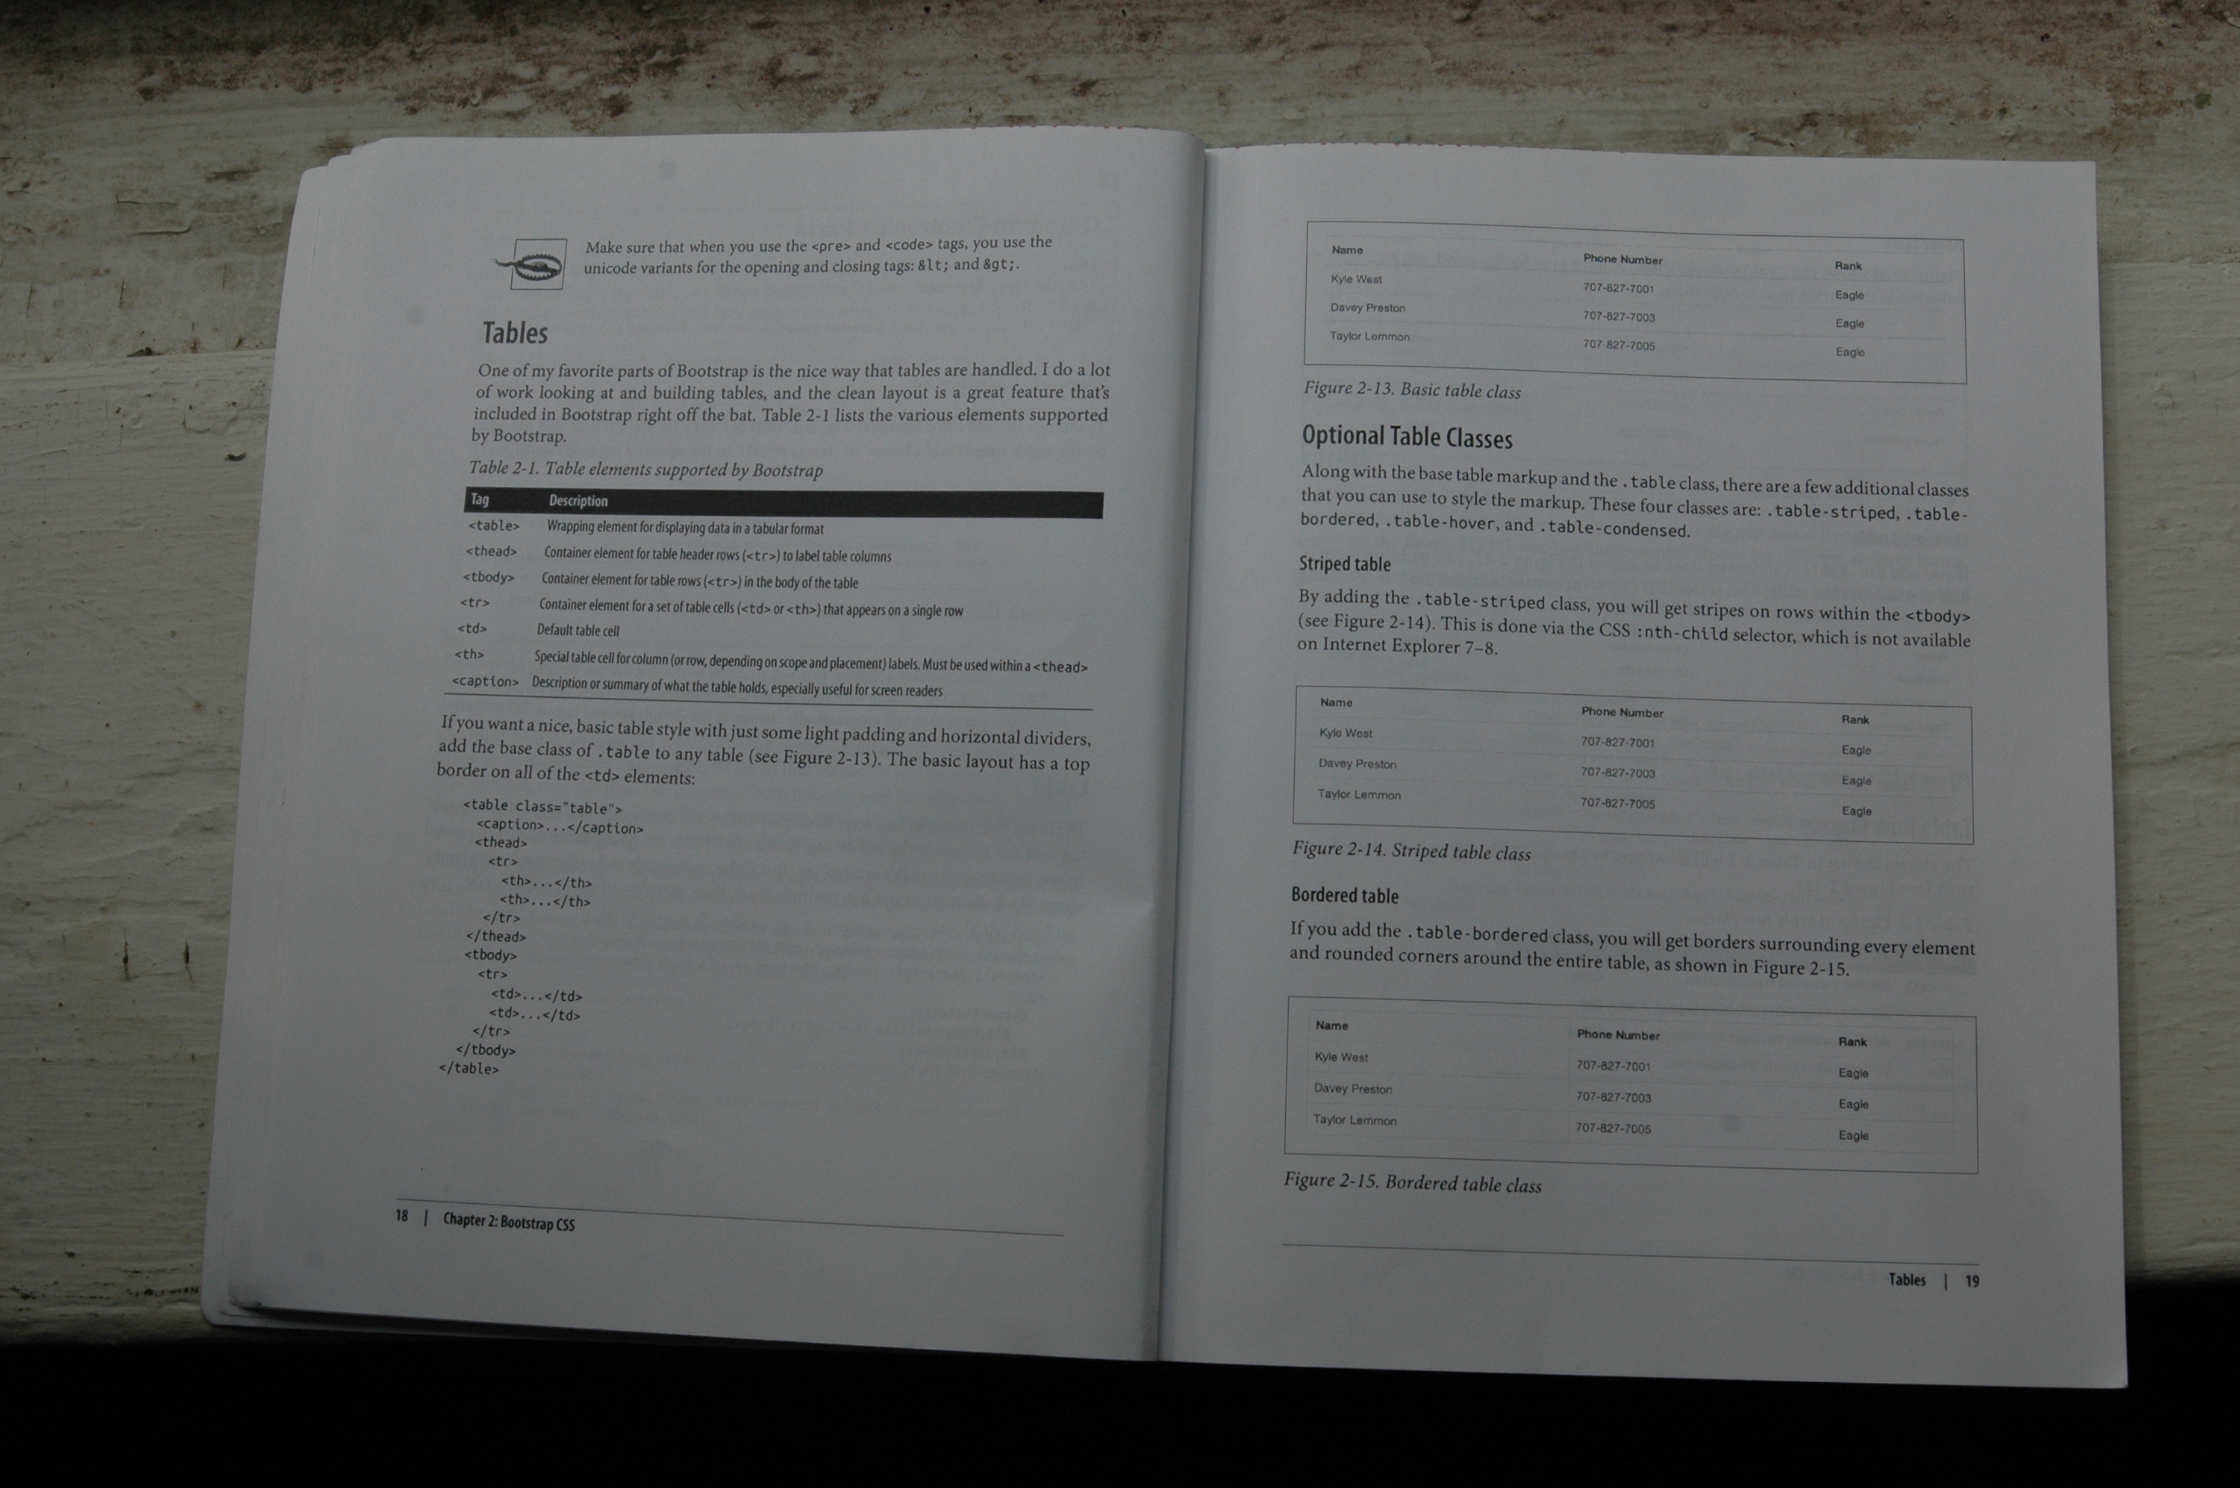 Make sure that when you use the <pre> and <code> tags, you use the
unicode variants for the opening and closing tags: &lt; and &gt;.
Tables
One of my favorite parts of Bootstrap is the nice way that tables are handled. I do a lot
of work looking at and building tables, and the clean layout is a great feature that's
included in Bootstrap right off the bat. Table 2-1 lists the various elements supported
by Bootstrap.
Table 2-1. Table elements supported by Bootstrap
Tag Description
<table> Wrapping element for displaying data in a tabular format
<thead> Container element for table header rows (<tr>) to label table columns
<tbody> Container element for table rows (<tr>) in the body of the table
<tr> Container element for a set of table cells (<td> or <th>) that appears on a single row
<td> Default table cell
<th> Special table cell for column (or row, depending on scope and placement) labels. Must be used within a <thead>
<caption> Description or summary of what the table holds, especially useful for screen readers
If you want a nice, basic table style with just some light padding and horizontal dividers,
add the base class of .table to any table (see Figure 2-13). The basic layout has a top
border on all of the <td> elements:
<table class="table">
<caption>...</caption>
<thead>
<tr>
<th>...</th>
<th>...</th>
</tr>
</thead>
<tbody>
<tr>
<td>...</td>
<td>...</td>
</tr>
</tbody>
</table>
18 | Chapter 2: Bootstrap CSS
Name Phone Number Rank
Kyle West 707-827-7001 Eagle
Davey Preston 707-827-7003 Eagle
Taylor Lemmon 707-827-7005 Eagle
Figure 2-13. Basic table class
Optional Table Classes
Along with the base table markup and the .table class, there are a few additional classes
that you can use to style the markup. These four classes are: .table-striped, .table-
bordered, .table-hover, and .table-condensed.
Striped table
By adding the .table-striped class, you will get stripes on rows within the <tbody>
(see Figure 2-14). This is done via the CSS :nth-child selector, which is not available
on Internet Explorer 7–8.
Name Phone Number Rank
Kyle West 707-827-7001 Eagle
Davey Preston 707-827-7003 Eagle
Taylor Lemmon 707-827-7005 Eagle
Figure 2-14. Striped table class
Bordered table
If you add the .table-bordered class, you will get borders surrounding every element
and rounded corners around the entire table, as shown in Figure 2-15.
Name Phone Number Rank
Kyle West 707-827-7001 Eagle
Davey Preston 707-827-7003 Eagle
Taylor Lemmon 707-827-7005 Eagle
Figure 2-15. Bordered table class
Tables | 19